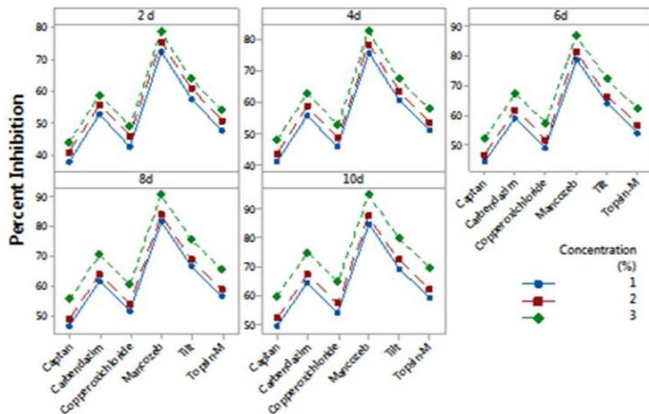 2 d
4d
6d
80
70
60
50
40
80
70
60
50
40
90
80
70
60
50
8d
10d
90
80
70
60
50
90
80
70
60
50
Percent Inhibition
Captan
Carbendazim
Copperoxichloride
Mancozeb
Tilt
Topsin-M
Captan
Carbendazim
Copperoxichloride
Mancozeb
Tilt
Topsin-M
Captan
Carbendazim
Copperoxichloride
Mancozeb
Tilt
Topsin-M
Concentration
(%)
1
2
3